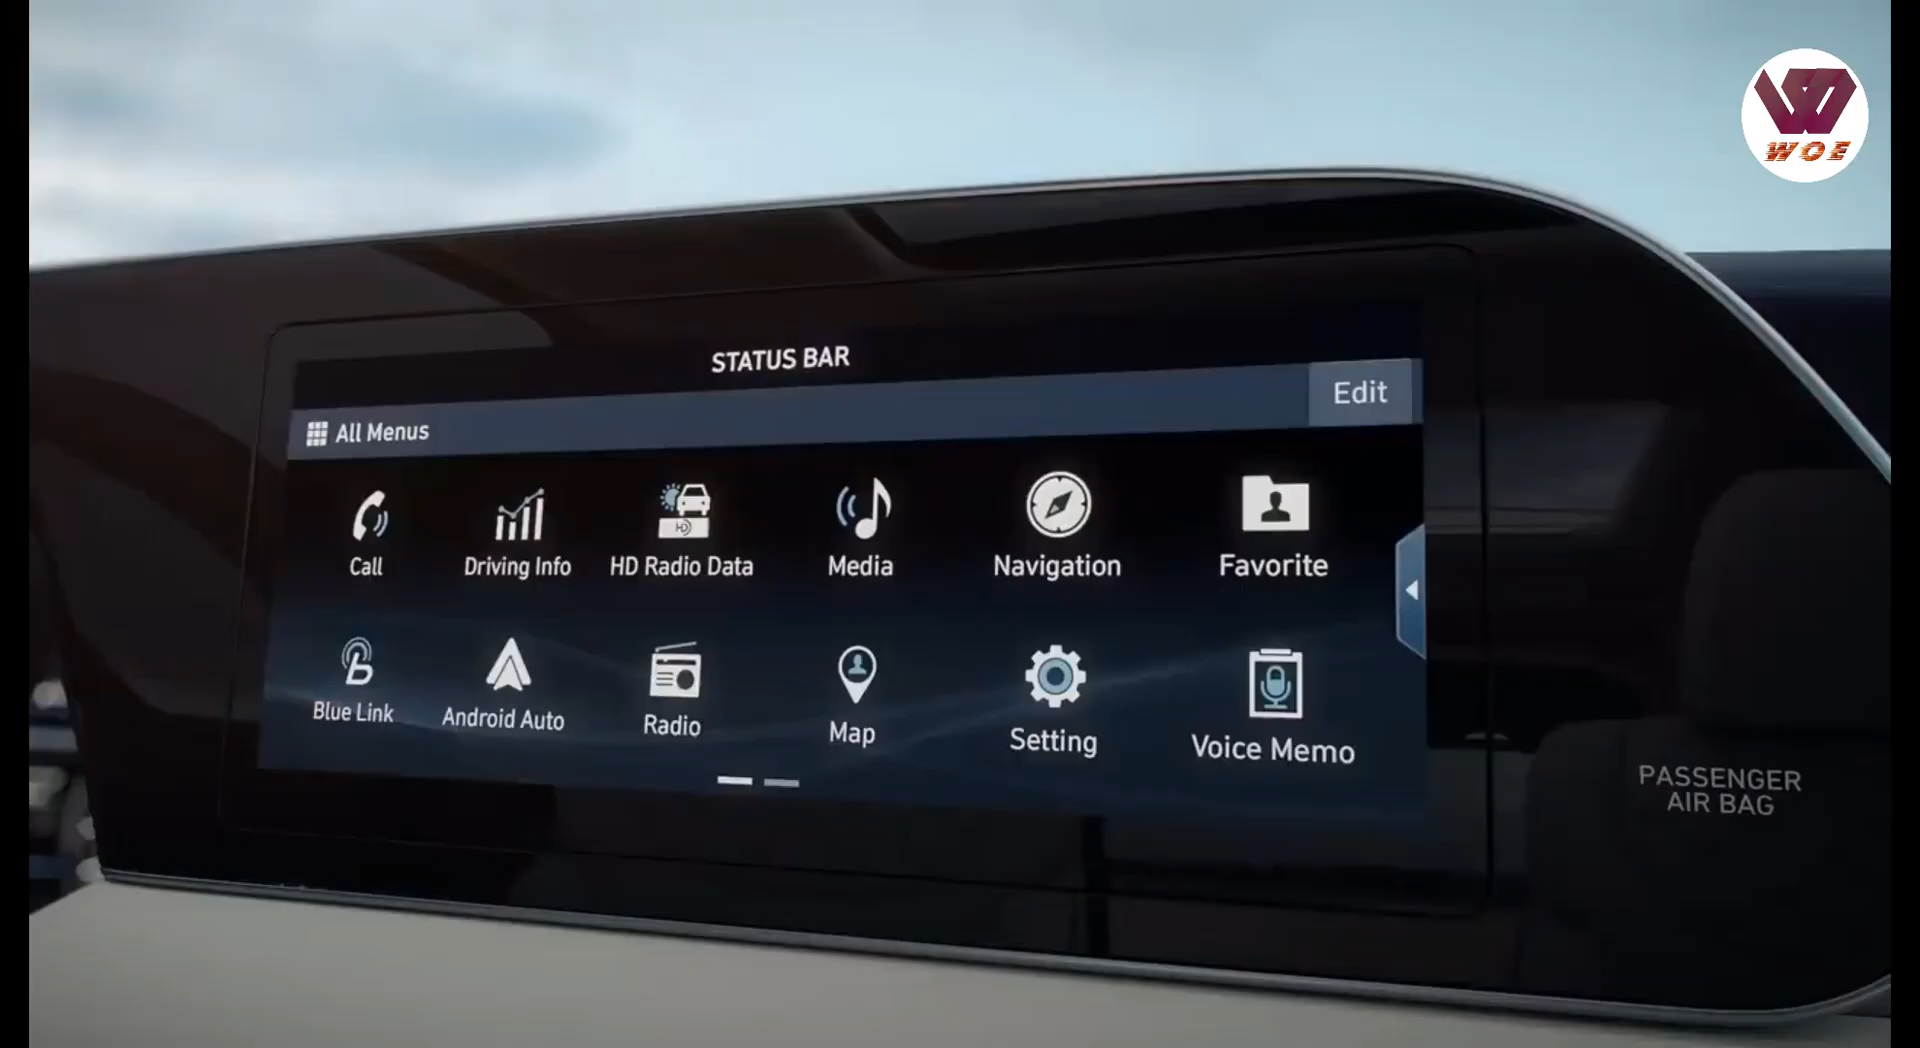 WOE
STATUS BAR
All Menus
Edit
Call
Driving Info
HD
HD Radio Data
Media
Navigation
Favorite
Blue Link
Android Auto
Radio
Map
Setting
Voice Memo
PASSENGER
AIR BAG